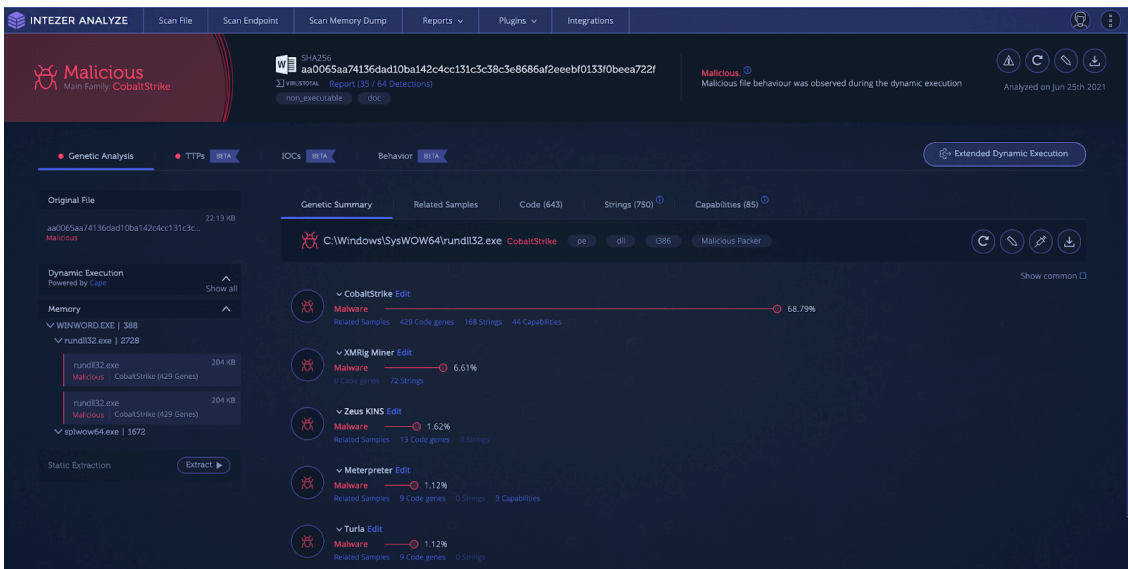 INTEZER ANALYZE Scan File Scan Endpoint Scan Memory Dump Reports Plugins Integrations
Malicious
Main Family: CobaltStrike
SHA256
aa0065aa74136dad10ba142c4cc131c3c38c3e8686af2eeebf0133f0beea722f
VIRUSTOTAL Report (35 / 64 Detections)
non_executable doc
Malicious.
Malicious file behaviour was observed during the dynamic execution
Analyzed on Jun 25th 2021
Genetic Analysis TTPs BETA IOCs BETA Behavior BETA
Extended Dynamic Execution
Original File
22.13 KB
aa0065aa74136dad10ba142c4cc131c3c...
Malicious
Dynamic Execution
Powered by Cape
Show all
Memory
WINWORD.EXE | 388
rundll32.exe | 2728
rundll32.exe 204 KB
Malicious CobaltStrike (429 Genes)
rundll32.exe 204 KB
Malicious CobaltStrike (429 Genes)
splwow64.exe | 1672
Static Extraction Extract
Genetic Summary Related Samples Code (643) Strings (750) Capabilities (85)
C:\Windows\SysWOW64\rundll32.exe CobaltStrike pe dll i386 Malicious Packer
Show common
CobaltStrike Edit
Malware 68.79%
Related Samples 429 Code genes 168 Strings 44 Capabilities
XMRig Miner Edit
Malware 6.61%
0 Code genes 72 Strings
Zeus KINS Edit
Malware 1.62%
Related Samples 13 Code genes 0 Strings
Meterpreter Edit
Malware 1.12%
Related Samples 9 Code genes 0 Strings 3 Capabilities
Turla Edit
Malware 1.12%
Related Samples 9 Code genes 0 Strings